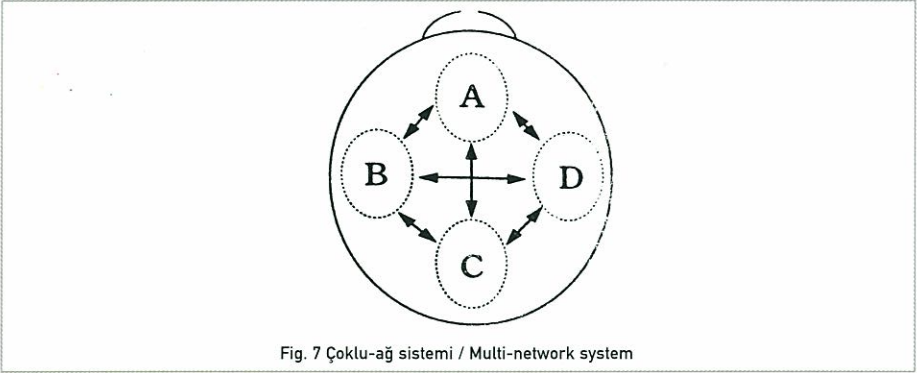 A
B D
C
Fig. 7 Çoklu-ağ sistemi / Multi-network system